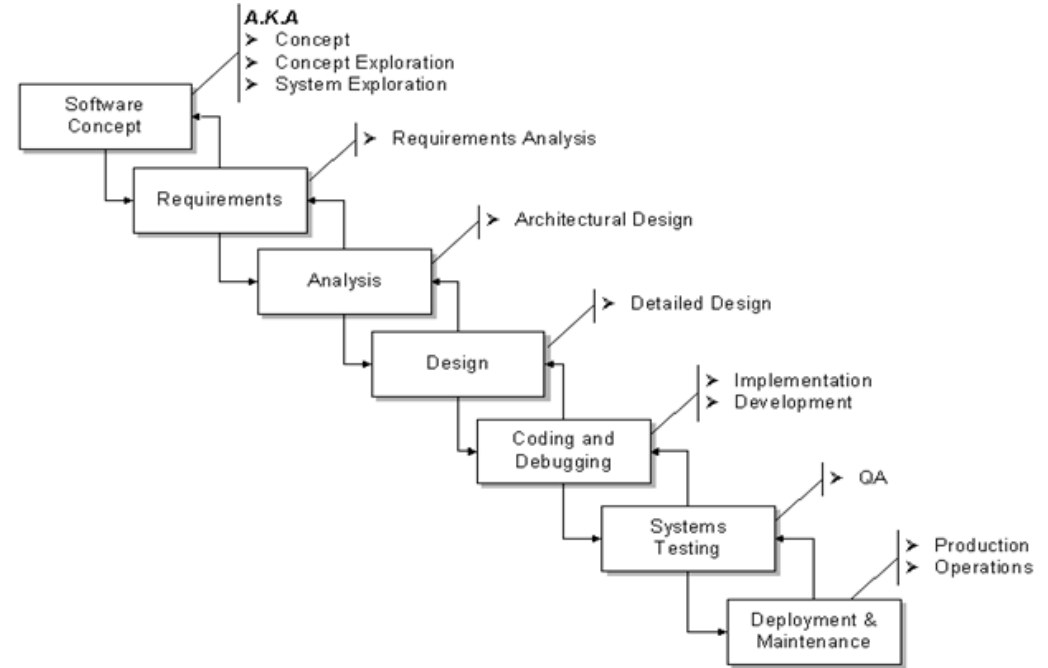 A.K.A
➢ Concept
➢ Concept Exploration
➢ System Exploration
Software
Concept
➢ Requirements Analysis
Requirements
➢ Architectural Design
Analysis
➢ Detailed Design
Design
➢ Implementation
➢ Development
Coding and
Debugging
➢ QA
Systems
Testing
➢ Production
➢ Operations
Deployment &
Maintenance